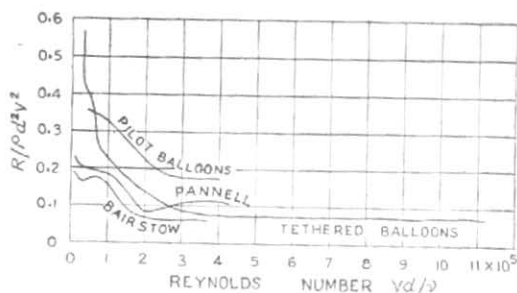 0.6
0.5
0.4
0.3
0.2
0.1
0
R/ρd²V²
PILOT BALLOONS
PANNELL
BAIRSTOW
TETHERED BALLOONS
0 1 2 3 4 5 6 7 8 9 10 11×10⁵
REYNOLDS NUMBER Vd/ν